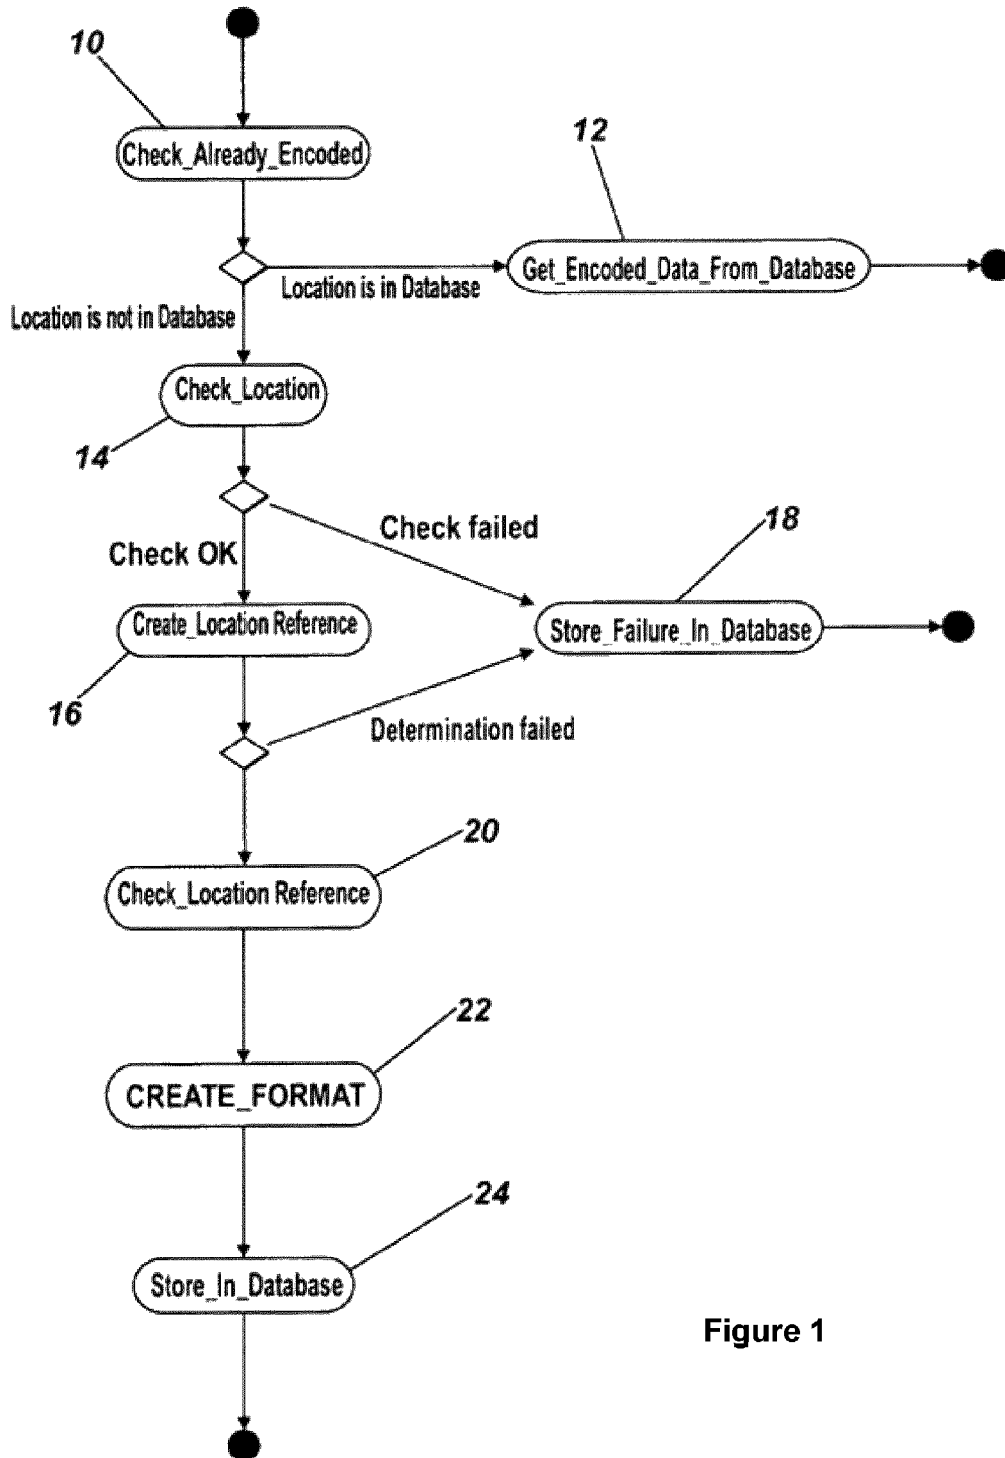 10
Check_Already_Encoded
12
Get_Encoded_Data_From_Database
Location is in Database
Location is not in Database
Check_Location
14
Check failed
18
Check OK
Create_Location Reference
Store_Failure_In_Database
16
Determination failed
20
Check_Location Reference
22
CREATE_FORMAT
24
Store_In_Database
Figure 1